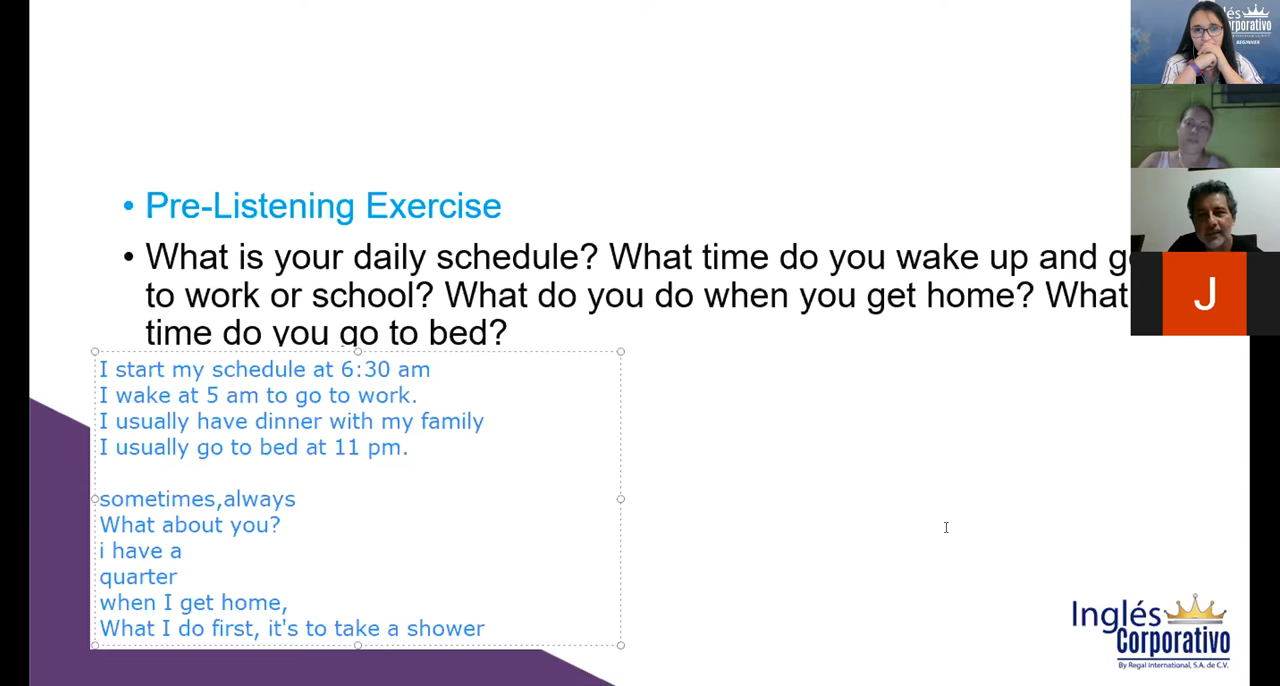 és
rporativo
BEGINNER
• Pre-Listening Exercise
• What is your daily schedule? What time do you wake up and g
to work or school? What do you do when you get home? What
time do you go to bed?
J
I start my schedule at 6:30 am
I wake at 5 am to go to work.
I usually have dinner with my family
I usually go to bed at 11 pm.
sometimes,always
What about you?
i have a
quarter
when I get home,
What I do first, it's to take a shower
Inglés
Corporativo
By Regal International, S.A. de C.V.